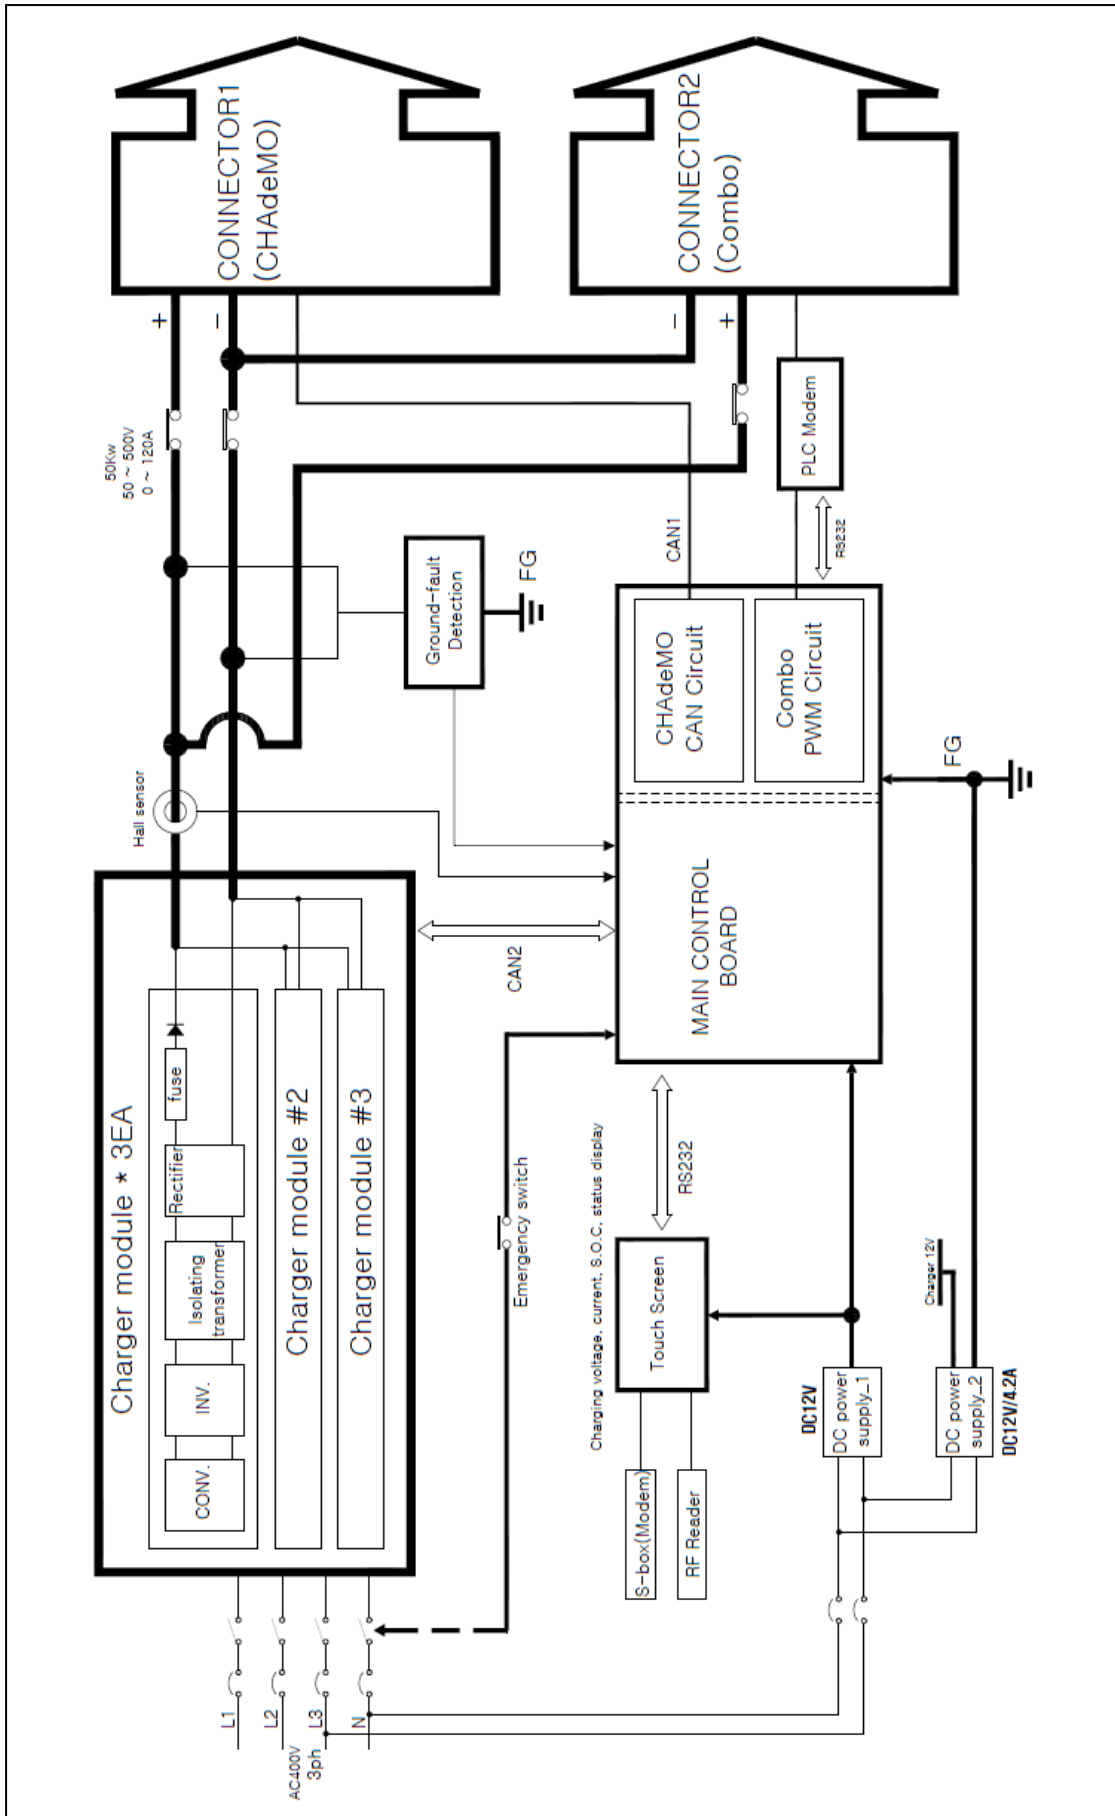 CONNECTOR1
(CHAdeMO)
CONNECTOR2
(Combo)
+
-
-
+
50Kw
50 ~ 500V
0 ~ 120A
PLC Modem
RS232
CAN1
Ground-fault
Detection
FG
CHAdeMO
CAN Circuit
Combo
PWM Circuit
FG
Hall sensor
MAIN CONTROL
BOARD
CAN2
Charger module * 3EA
fuse
Rectifier
Isolating
transformer
INV.
CONV.
Charger module #2
Charger module #3
Emergency switch
Charging voltage, current, S.O.C, status display
RS232
Touch Screen
S-box(Modem)
RF Reader
Charger 12V
DC12V
DC power
supply_1
DC power
supply_2
DC12V/4.2A
L1
L2
L3
N
AC400V
3ph